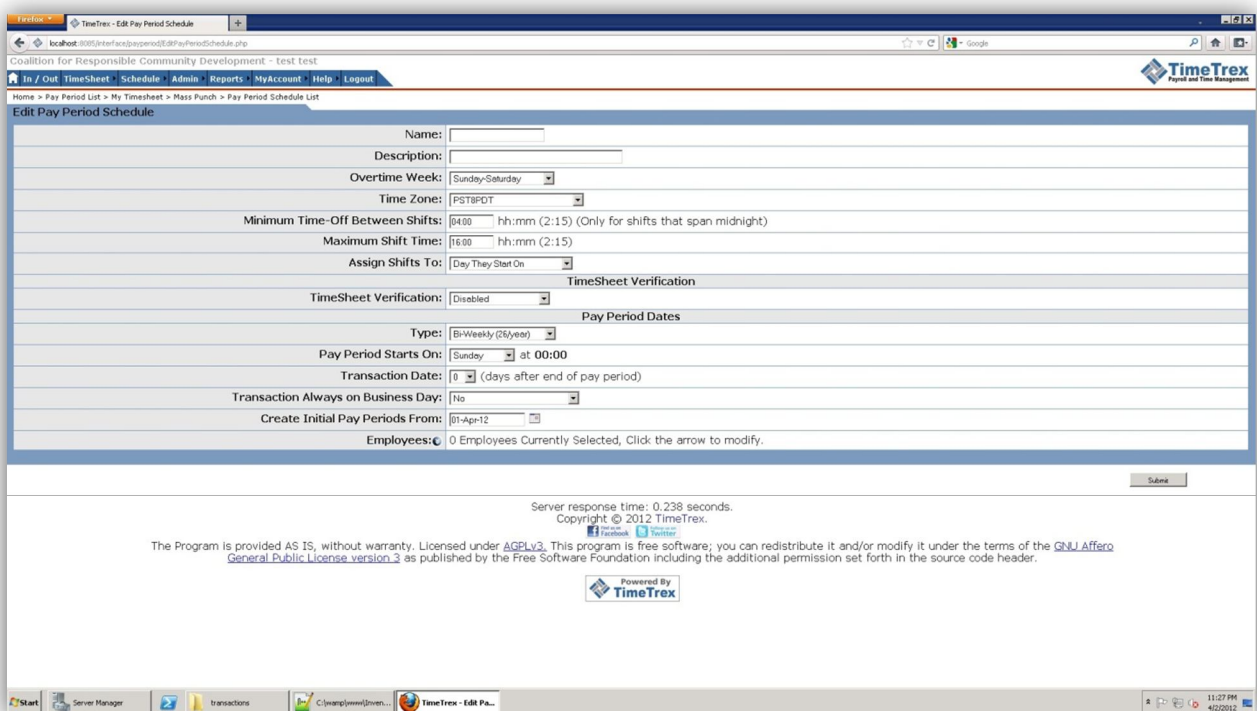 Firefox
TimeTrex - Edit Pay Period Schedule
localhost:8085/interface/payperiod/EditPayPeriodSchedule.php
Google
Coalition for Responsible Community Development - test test
In / Out TimeSheet Schedule Admin Reports MyAccount Help Logout
TimeTrex
Payroll and Time Management
Home > Pay Period List > My Timesheet > Mass Punch > Pay Period Schedule List
Edit Pay Period Schedule
Name:
Description:
Overtime Week: Sunday-Saturday
Time Zone: PST8PDT
Minimum Time-Off Between Shifts: 04:00 hh:mm (2:15) (Only for shifts that span midnight)
Maximum Shift Time: 16:00 hh:mm (2:15)
Assign Shifts To: Day They Start On
TimeSheet Verification
TimeSheet Verification: Disabled
Pay Period Dates
Type: Bi-Weekly (26/year)
Pay Period Starts On: Sunday at 00:00
Transaction Date: 0 (days after end of pay period)
Transaction Always on Business Day: No
Create Initial Pay Periods From: 01-Apr-12
Employees: 0 Employees Currently Selected, Click the arrow to modify.
Submit
Server response time: 0.238 seconds.
Copyright © 2012 TimeTrex.
Find us on Facebook Follow us on Twitter
The Program is provided AS IS, without warranty. Licensed under AGPLv3. This program is free software; you can redistribute it and/or modify it under the terms of the GNU Affero
General Public License version 3 as published by the Free Software Foundation including the additional permission set forth in the source code header.
Powered By
TimeTrex
Start Server Manager transactions C:\wamp\www\Inven... TimeTrex - Edit Pa... 11:27 PM
4/2/2012